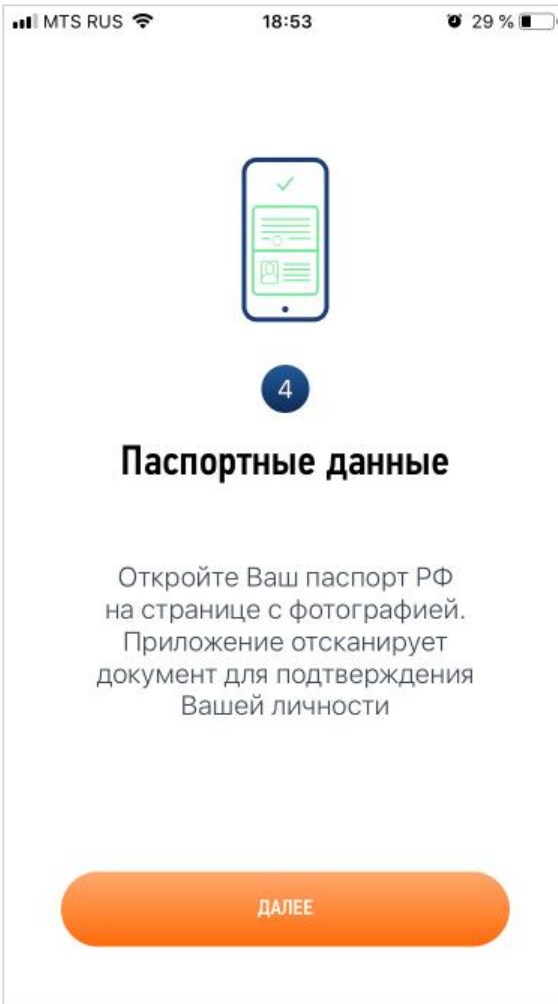 MTS RUS 18:53 29 %
4
Паспортные данные
Откройте Ваш паспорт РФ
на странице с фотографией.
Приложение отсканирует
документ для подтверждения
Вашей личности
ДАЛЕЕ